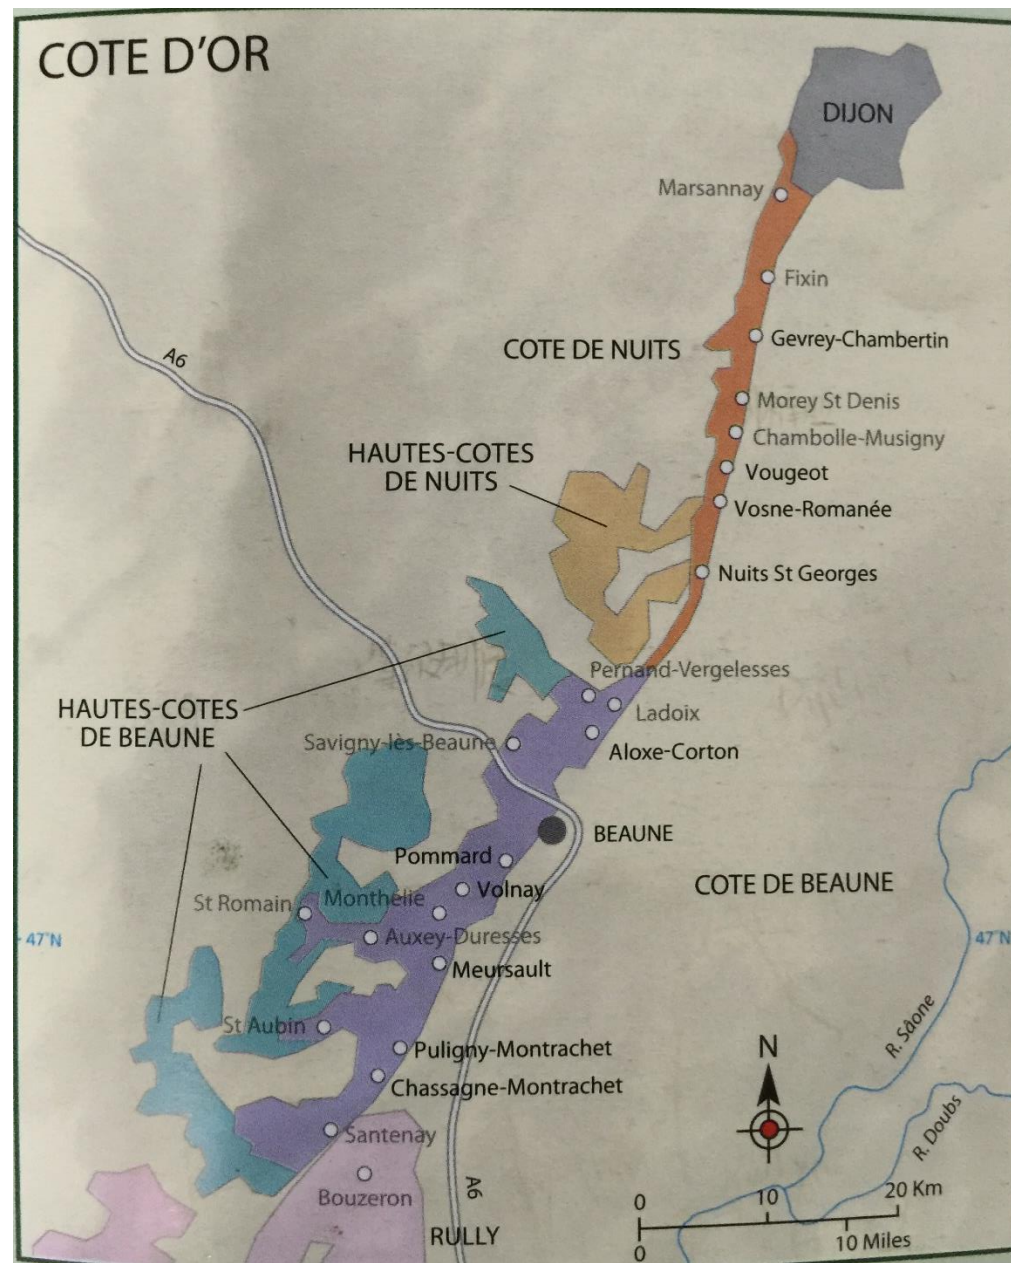 COTE D'OR
DIJON
Marsannay
Fixin
COTE DE NUITS
Gevrey-Chambertin
A6
Morey St Denis
Chambolle-Musigny
HAUTES-COTES
DE NUITS
Vougeot
Vosne-Romanée
Nuits St Georges
Pernand-Vergelesses
HAUTES-COTES
DE BEAUNE
Ladoix
Savigny-lès-Beaune
Aloxe-Corton
BEAUNE
Pommard
COTE DE BEAUNE
Volnay
St Romain
Monthélie
47°N
Auxey-Duresses
47°N
Meursault
St Aubin
R. Sâone
Puligny-Montrachet
N
Chassagne-Montrachet
R. Doubs
Santenay
Bouzeron
A6
0
10
20 Km
RULLY
0
10 Miles